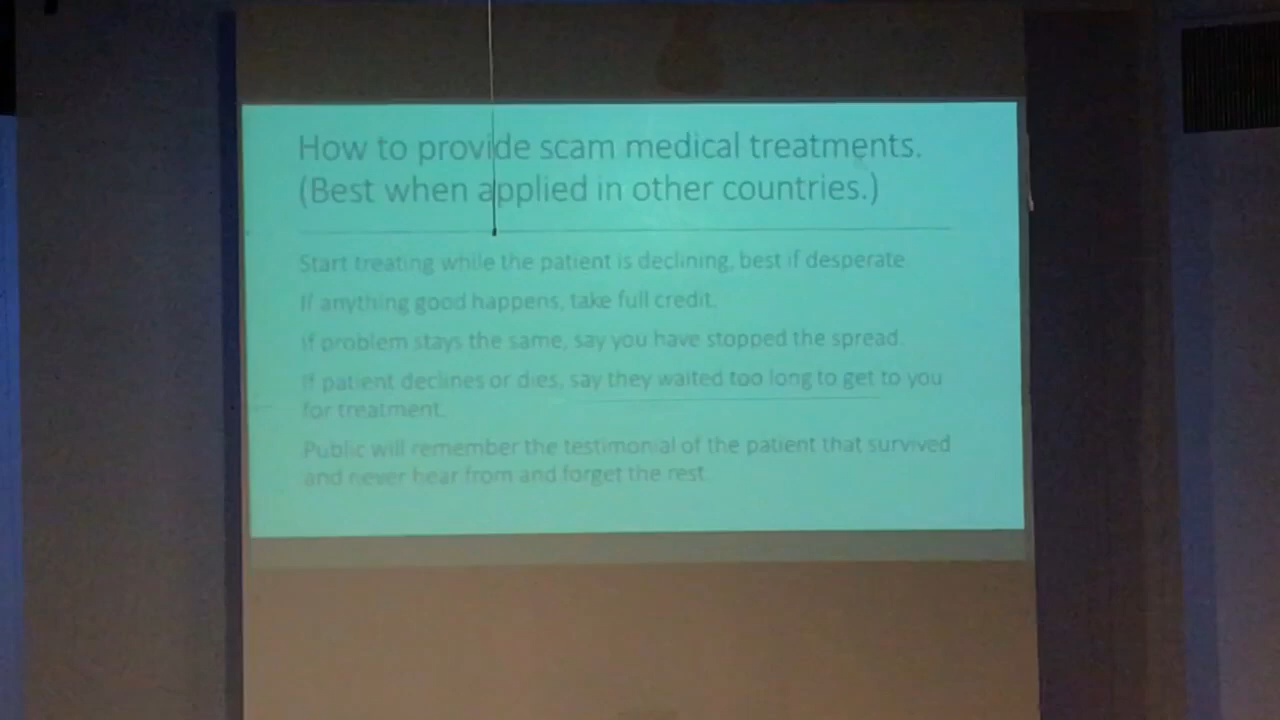 How to provide scam medical treatments.
(Best when applied in other countries.)
Start treating while the patient is declining, best if desperate
If anything good happens, take full credit.
If problem stays the same, say you have stopped the spread.
If patient declines or dies, say they waited too long to get to you
for treatment.
Public will remember the testimonial of the patient that survived
and never hear from and forget the rest.